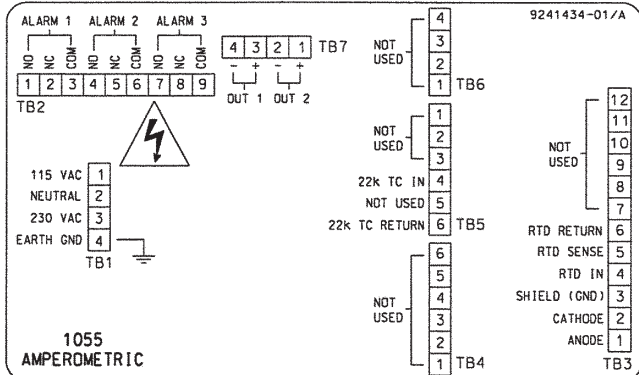 ALARM 1 ALARM 2 ALARM 3
NO NC COM NO NC COM NO NC COM
1 2 3 4 5 6 7 8 9
TB2
4 3 2 1 TB7
- + - +
OUT 1 OUT 2
115 VAC 1
NEUTRAL 2
230 VAC 3
EARTH GND 4
TB1
1055
AMPEROMETRIC
4
3
2
1
NOT
USED
TB6
1
2
3
NOT
USED
22k TC IN 4
NOT USED 5
22k TC RETURN 6 TB5
6
5
4
3
2
1
NOT
USED
TB4
9241434-01/A
12
11
10
9
8
7
NOT
USED
RTD RETURN 6
RTD SENSE 5
RTD IN 4
SHIELD (GND) 3
CATHODE 2
ANODE 1
TB3